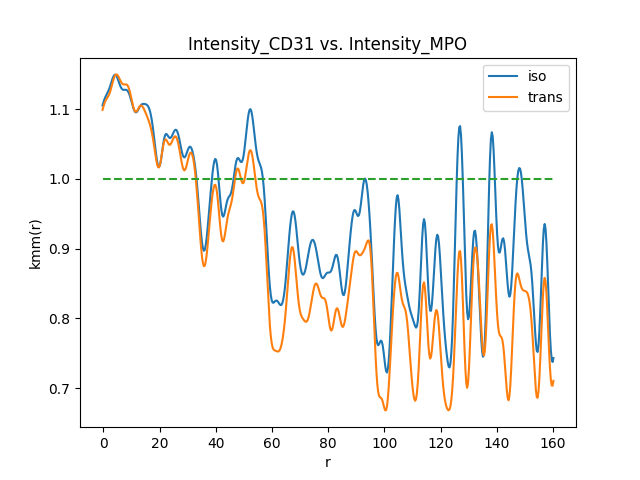 Intensity_CD31 vs. Intensity_MPO
iso
trans
kmm(r)
1.1
1.0
0.9
0.8
0.7
0 20 40 60 80 100 120 140 160
r